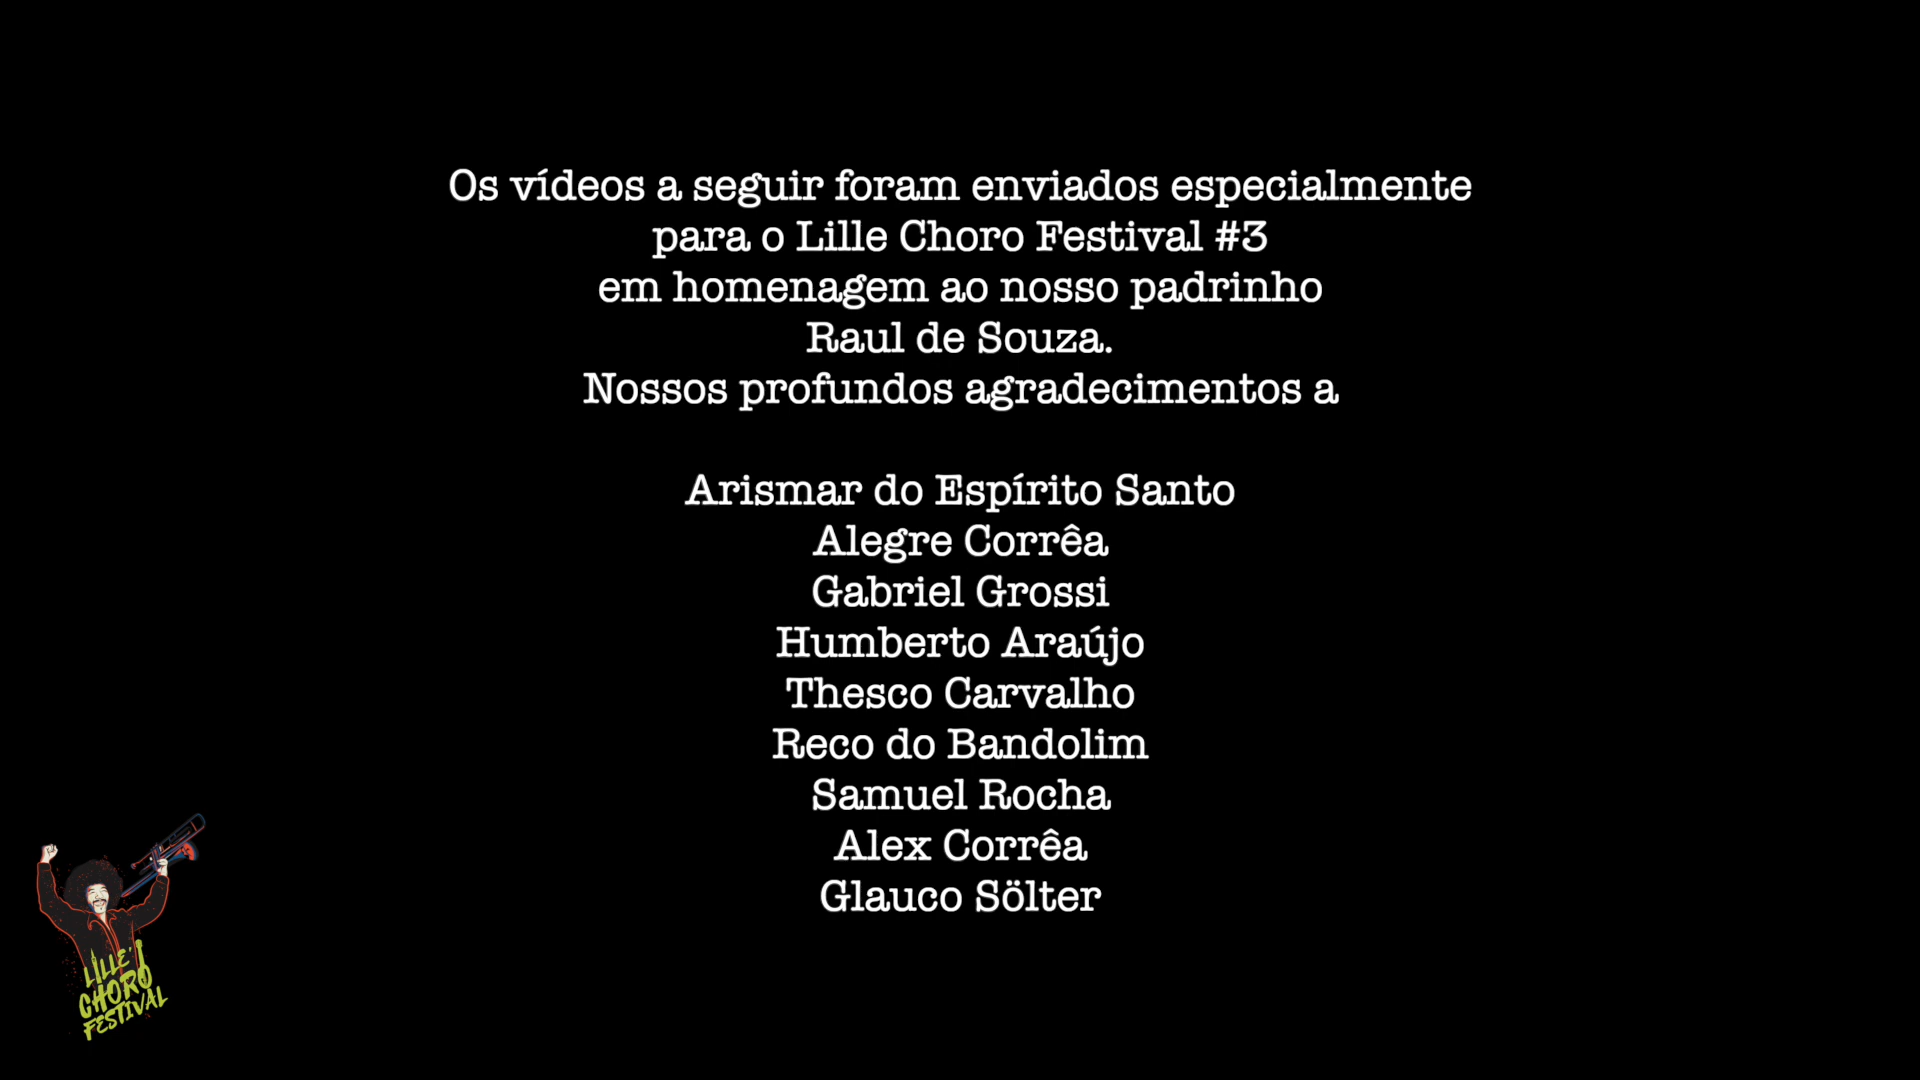 Os vídeos a seguir foram enviados especialmente
para o Lille Choro Festival #3
em homenagem ao nosso padrinho
Raul de Souza.
Nossos profundos agradecimentos a
Arismar do Espírito Santo
Alegre Corrêa
Gabriel Grossi
Humberto Araújo
Thesco Carvalho
Reco do Bandolim
Samuel Rocha
Alex Corrêa
Glauco Sölter
LILLE
CHORO
FESTIVAL